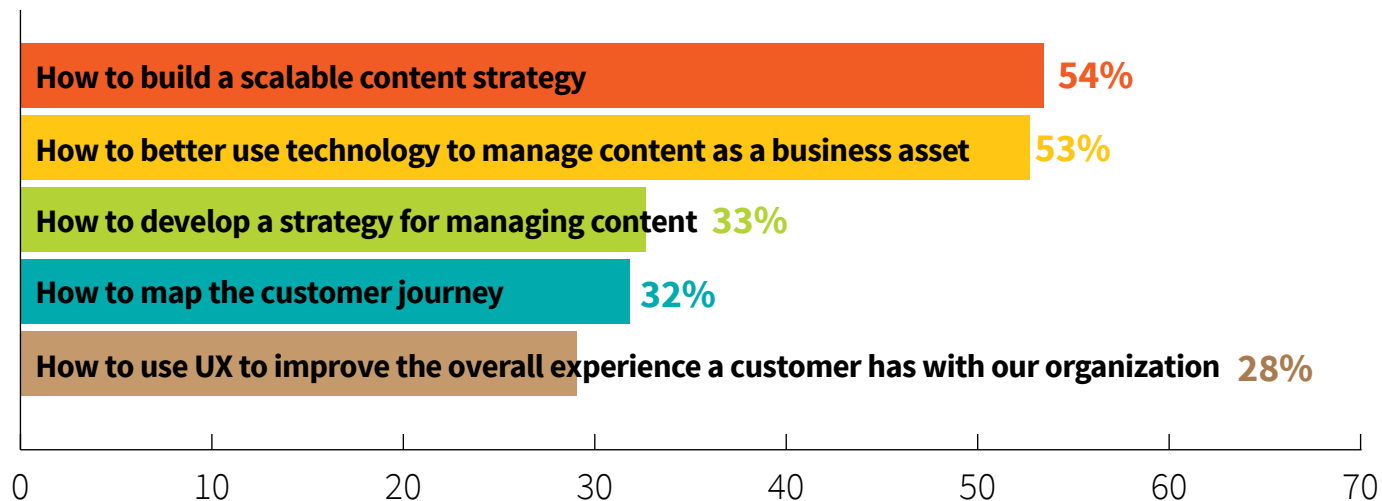 How to build a scalable content strategy 54%
How to better use technology to manage content as a business asset 53%
How to develop a strategy for managing content 33%
How to map the customer journey 32%
How to use UX to improve the overall experience a customer has with our organization 28%
0 10 20 30 40 50 60 70